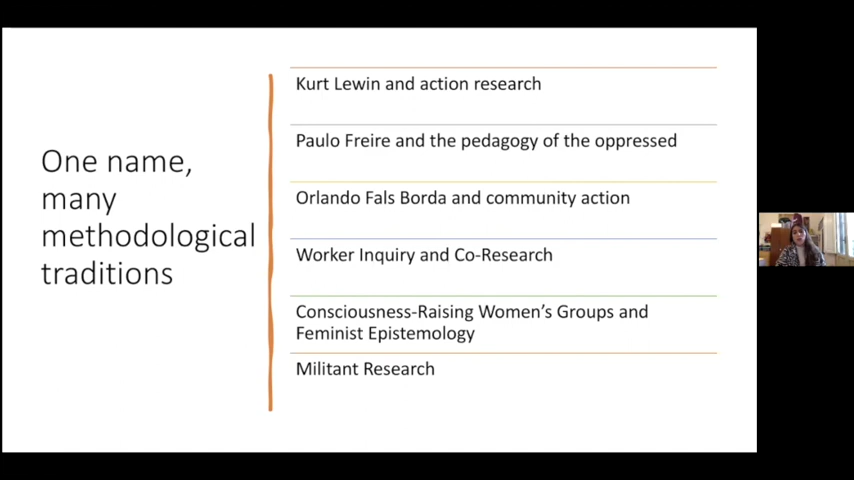 One name,
many
methodological
traditions
Kurt Lewin and action research
Paulo Freire and the pedagogy of the oppressed
Orlando Fals Borda and community action
Worker Inquiry and Co-Research
Consciousness-Raising Women's Groups and
Feminist Epistemology
Militant Research